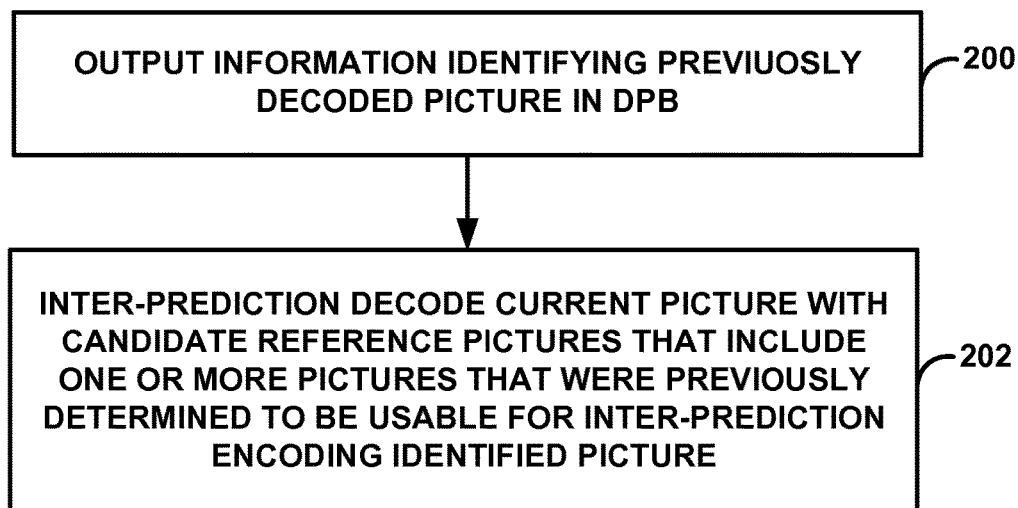 OUTPUT INFORMATION IDENTIFYING PREVIUOSLY
DECODED PICTURE IN DPB
200
INTER-PREDICTION DECODE CURRENT PICTURE WITH
CANDIDATE REFERENCE PICTURES THAT INCLUDE
ONE OR MORE PICTURES THAT WERE PREVIOUSLY
DETERMINED TO BE USABLE FOR INTER-PREDICTION
ENCODING IDENTIFIED PICTURE
202